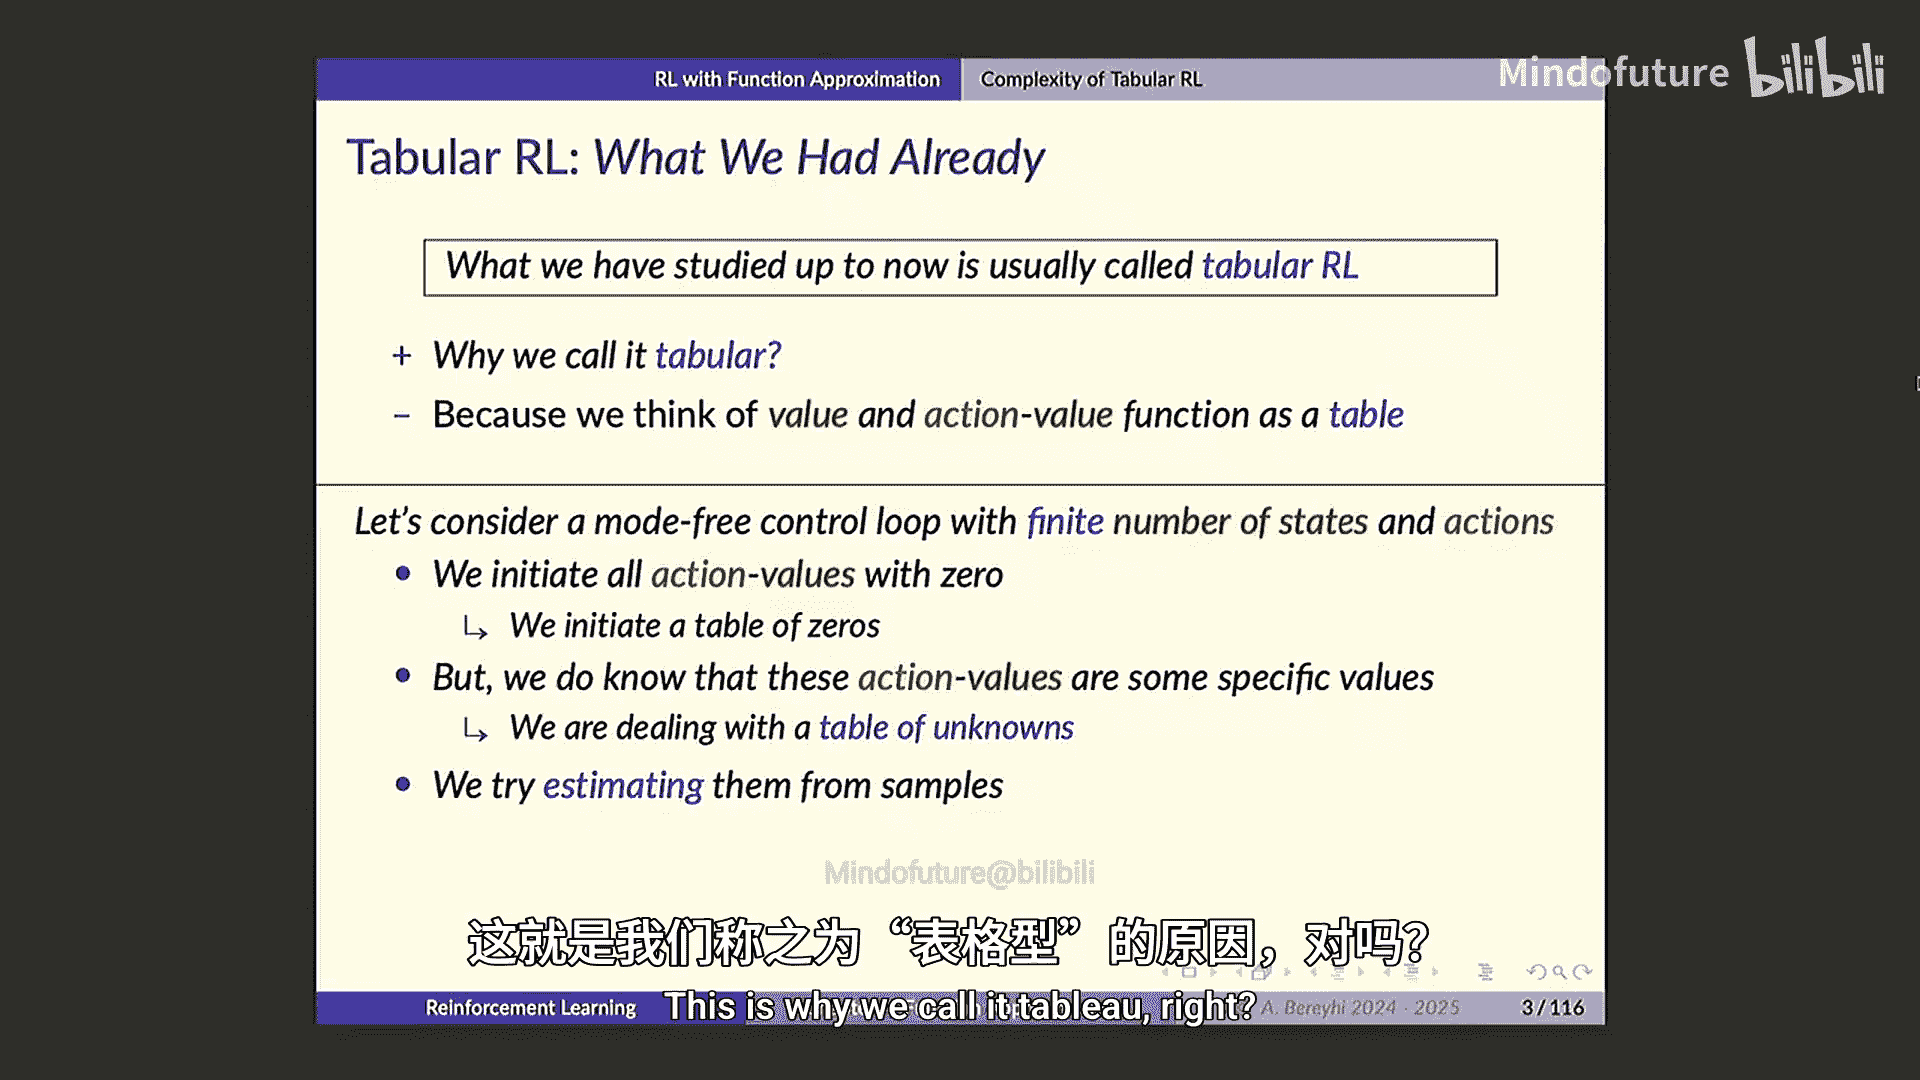 Mindofuture bilibili
RL with Function Approximation Complexity of Tabular RL
Tabular RL: What We Had Already
What we have studied up to now is usually called tabular RL
+ Why we call it tabular?
– Because we think of value and action-value function as a table
Let's consider a mode-free control loop with finite number of states and actions
• We initiate all action-values with zero
↳ We initiate a table of zeros
• But, we do know that these action-values are some specific values
↳ We are dealing with a table of unknowns
• We try estimating them from samples
Mindofuture@bilibili
这就是我们称之为“表格型”的原因，对吗？
Reinforcement Learning
This is why we call it tableau, right?
A. Bereyhi 2024 - 2025 3 / 116